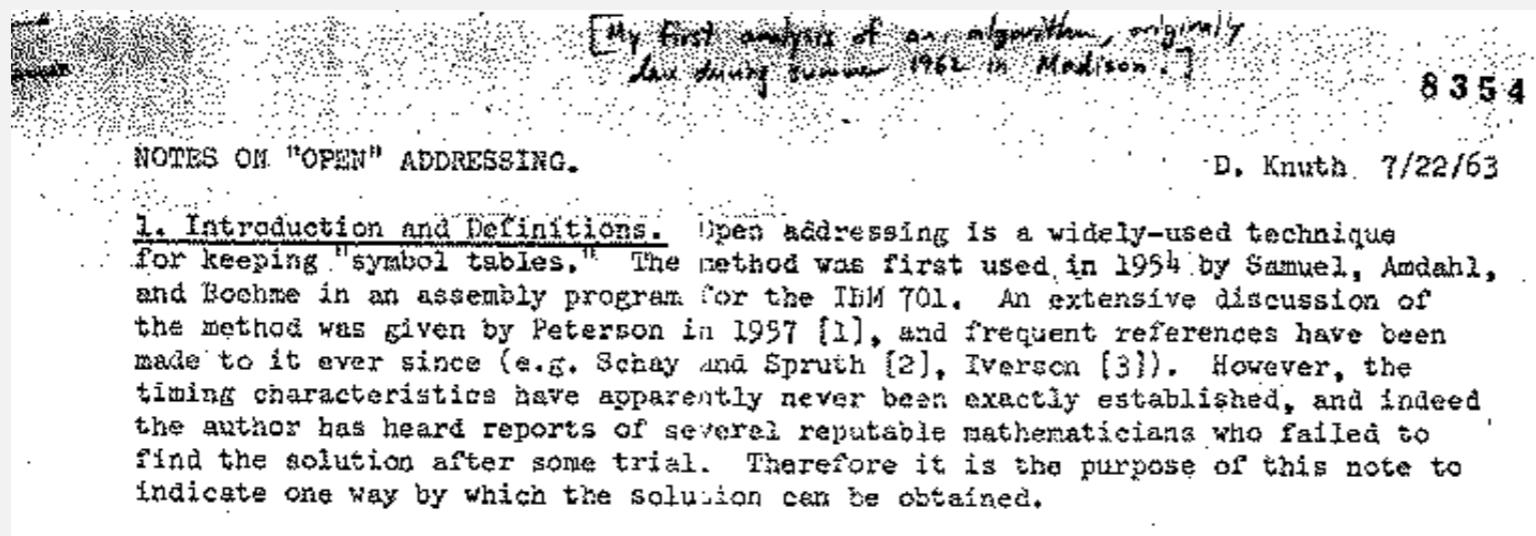 [My first analysis of an algorithm, originally
done during summer 1962 in Madison.]
8354
NOTES ON "OPEN" ADDRESSING.
D. Knuth 7/22/63
1. Introduction and Definitions. Open addressing is a widely-used technique
for keeping "symbol tables." The method was first used in 1954 by Samuel, Amdahl,
and Boehme in an assembly program for the IBM 701. An extensive discussion of
the method was given by Peterson in 1957 [1], and frequent references have been
made to it ever since (e.g. Schay and Spruth [2], Iverson [3]). However, the
timing characteristics have apparently never been exactly established, and indeed
the author has heard reports of several reputable mathematicians who failed to
find the solution after some trial. Therefore it is the purpose of this note to
indicate one way by which the solution can be obtained.